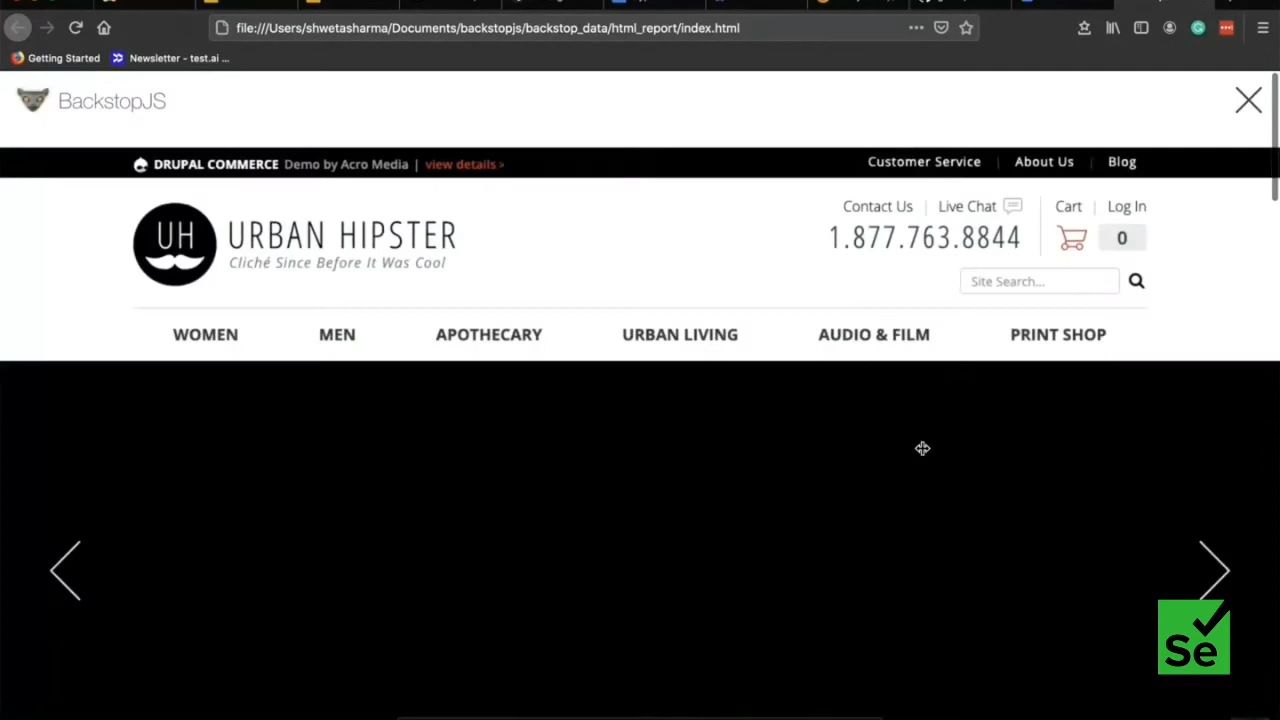 file:///Users/shwetasharma/Documents/backstopjs/backstop_data/html_report/index.html
Getting Started
Newsletter - test.ai ...
BackstopJS
DRUPAL COMMERCE Demo by Acro Media | view details >
Customer Service | About Us | Blog
Contact Us | Live Chat
Cart | Log In
UH
URBAN HIPSTER
1.877.763.8844
0
Cliché Since Before It Was Cool
Site Search...
WOMEN
MEN
APOTHECARY
URBAN LIVING
AUDIO & FILM
PRINT SHOP
Se